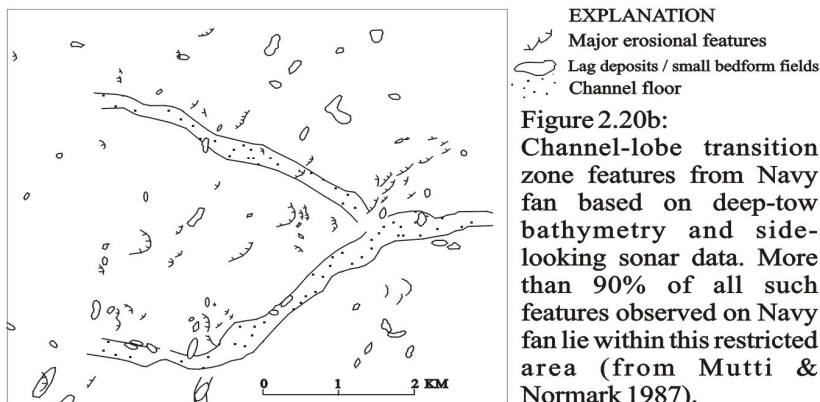 EXPLANATION
Major erosional features
Lag deposits / small bedform fields
Channel floor
Figure 2.20b:
Channel-lobe transition
zone features from Navy
fan based on deep-tow
bathymetry and side-
looking sonar data. More
than 90% of all such
features observed on Navy
fan lie within this restricted
area (from Mutti &
Normark 1987).
0 1 2 KM